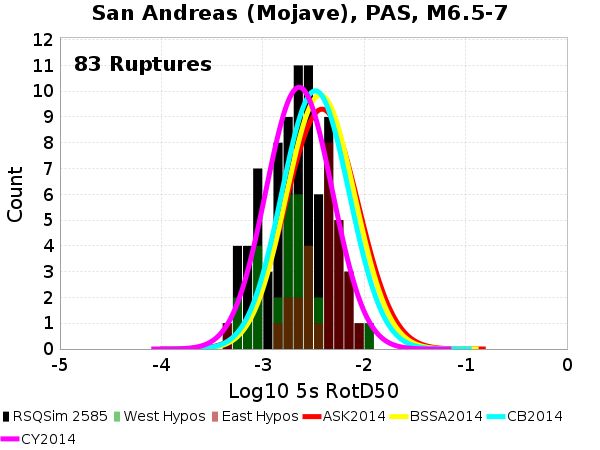 San Andreas (Mojave), PAS, M6.5-7
12
83 Ruptures
11
10
9
8
7
6
5
4
3
2
1
0
Count
-5
-4
-3
-2
-1
0
Log10 5s RotD50
RSQSim 2585
West Hypos
East Hypos
ASK2014
BSSA2014
CB2014
CY2014